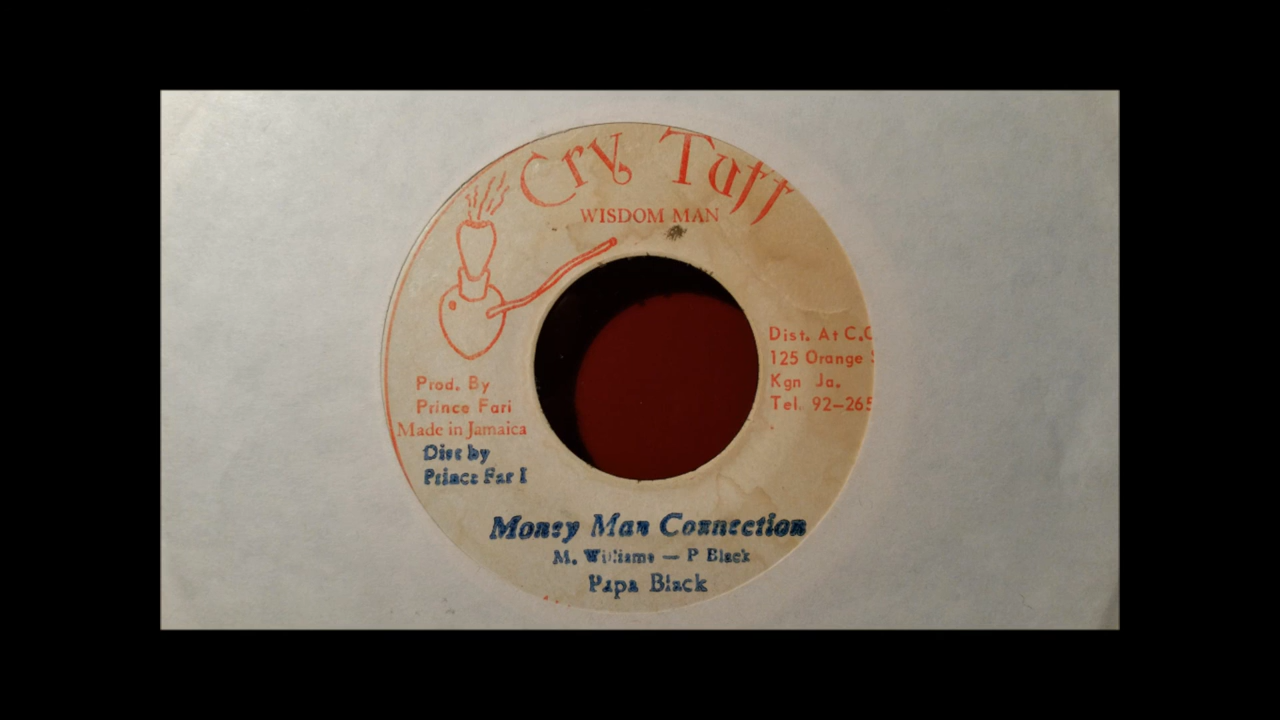 Cry Tuff
WISDOM MAN
Dist. At C.C
125 Orange
Kgn Ja.
Tel. 92-265
Prod. By
Prince Fari
Made in Jamaica
Dist by
Prince Far I
Money Man Connection
M. Williams — P Black
Papa Black